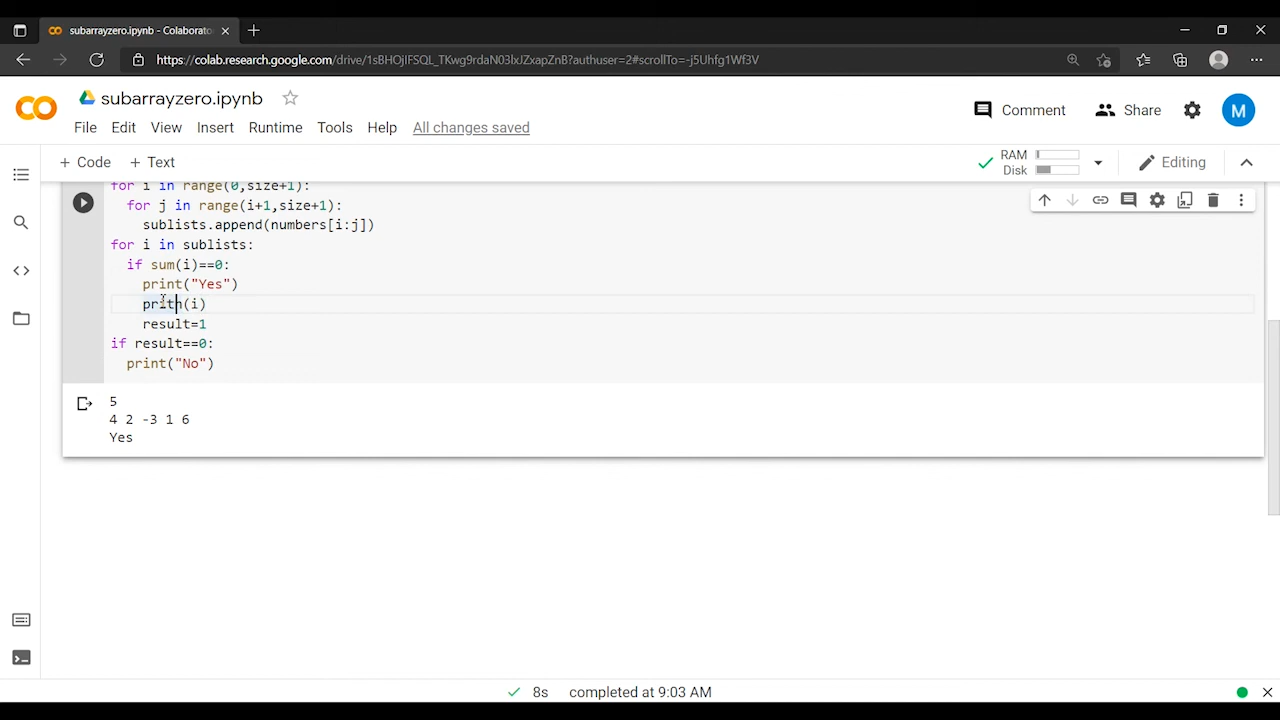 subarrayzero.ipynb - Colaborato
https://colab.research.google.com/drive/1sBHOjIFSQL_TKwg9rdaN03lxJZxapZnB?authuser=2#scrollTo=-j5Uhfg1Wf3V
CO
subarrayzero.ipynb
Comment
Share
M
File Edit View Insert Runtime Tools Help All changes saved
+ Code + Text
RAM
Disk
Editing
for i in range(0,size+1):
for j in range(i+1,size+1):
sublists.append(numbers[i:j])
for i in sublists:
if sum(i)==0:
print("Yes")
prith(i)
result=1
if result==0:
print("No")
5
4 2 -3 1 6
Yes
8s completed at 9:03 AM